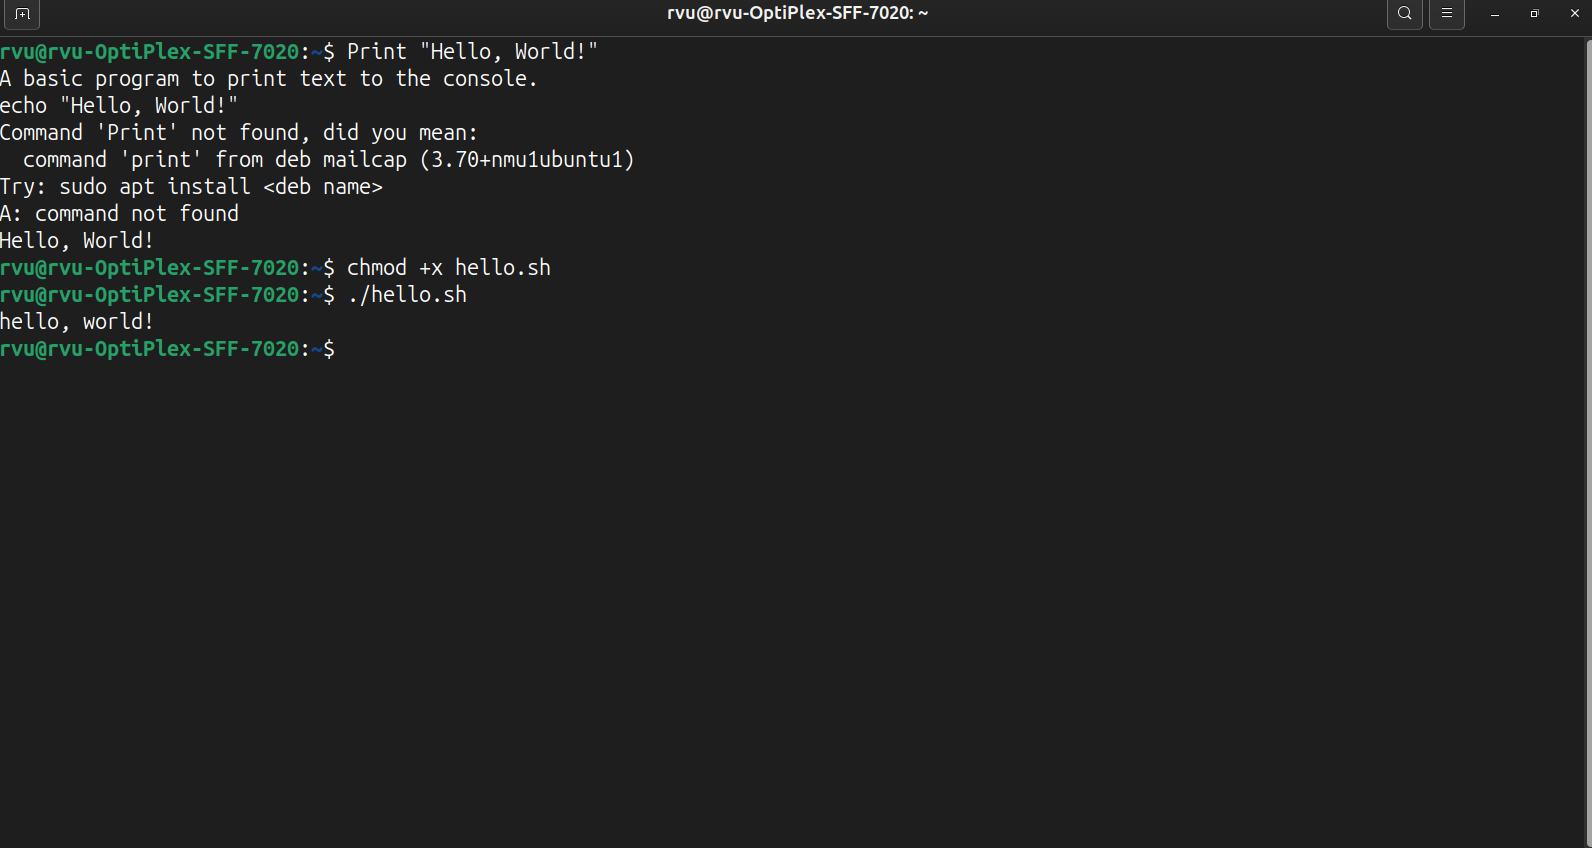 rvu@rvu-OptiPlex-SFF-7020: ~
rvu@rvu-OptiPlex-SFF-7020:~$ Print "Hello, World!"
A basic program to print text to the console.
echo "Hello, World!"
Command 'Print' not found, did you mean:
  command 'print' from deb mailcap (3.70+nmu1ubuntu1)
Try: sudo apt install <deb name>
A: command not found
Hello, World!
rvu@rvu-OptiPlex-SFF-7020:~$ chmod +x hello.sh
rvu@rvu-OptiPlex-SFF-7020:~$ ./hello.sh
hello, world!
rvu@rvu-OptiPlex-SFF-7020:~$